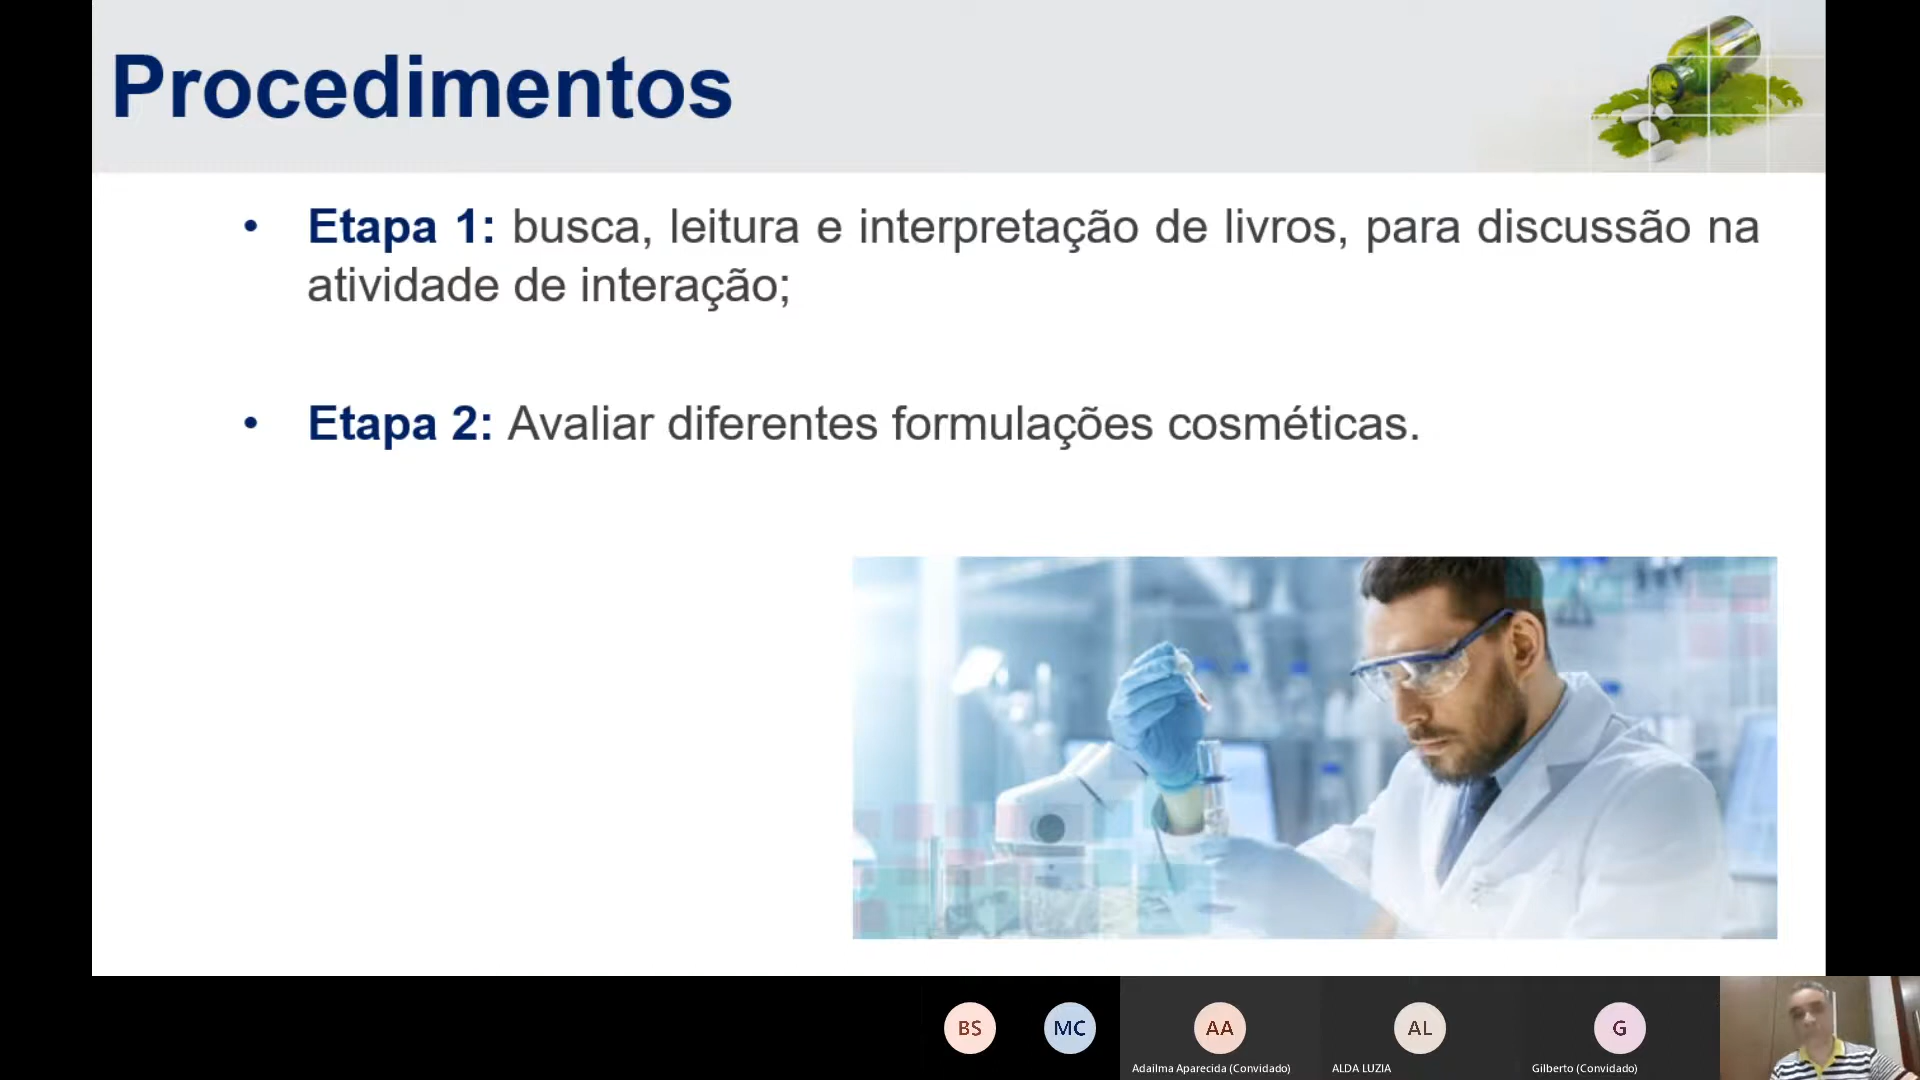 Procedimentos
• Etapa 1: busca, leitura e interpretação de livros, para discussão na
atividade de interação;
• Etapa 2: Avaliar diferentes formulações cosméticas.
BS
MC
AA
AL
G
Adailma Aparecida (Convidado)
ALDA LUZIA
Gilberto (Convidado)